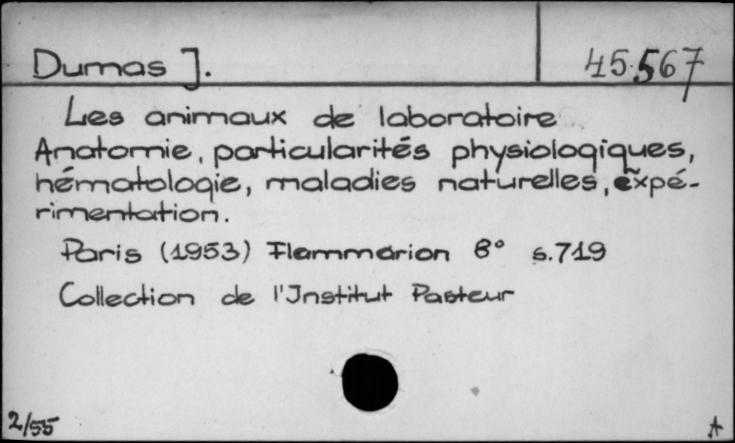 Dumas J.
45.567
Les animaux de laboratoire
Anatomie, particularités physiologiques,
hématologie, maladies naturelles, expé-
rimentation.
Paris (1953) Flammarion 8° s.719
Collection de l'Institut Pasteur
2/55
A